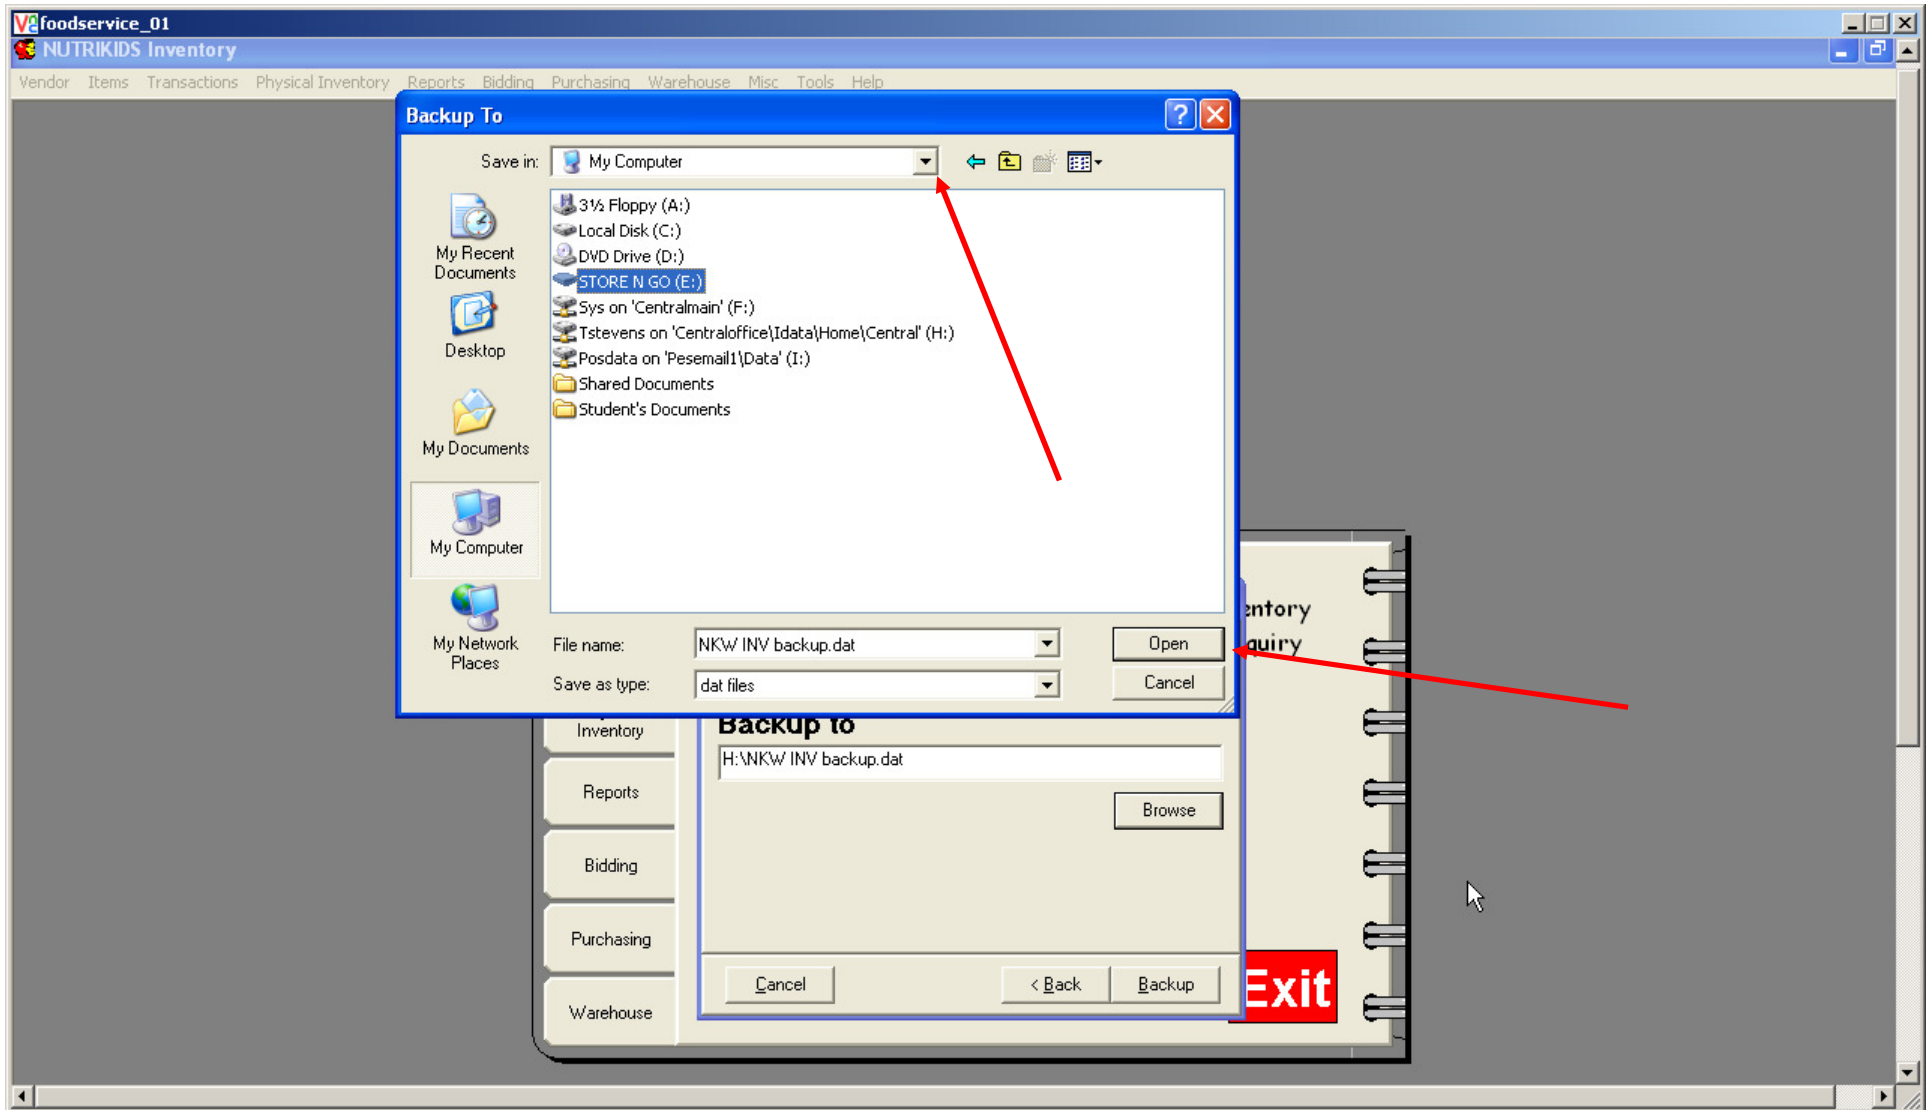 foodservice_01
NUTRIKIDS Inventory
Vendor Items Transactions Physical Inventory Reports Bidding Purchasing Warehouse Misc Tools Help
Backup To
Save in: My Computer
My Recent Documents
Desktop
My Documents
My Computer
My Network Places
3½ Floppy (A:)
Local Disk (C:)
DVD Drive (D:)
STORE N GO (E:)
Sys on 'Centralmain' (F:)
Tstevens on 'Centraloffice\Idata\Home\Central' (H:)
Posdata on 'Pesemail1\Data' (I:)
Shared Documents
Student's Documents
File name: NKW INV backup.dat Open
Save as type: dat files Cancel
entory
quiry
Inventory
Reports
Bidding
Purchasing
Warehouse
Backup to
H:\NKW INV backup.dat
Browse
Cancel < Back Backup
Exit